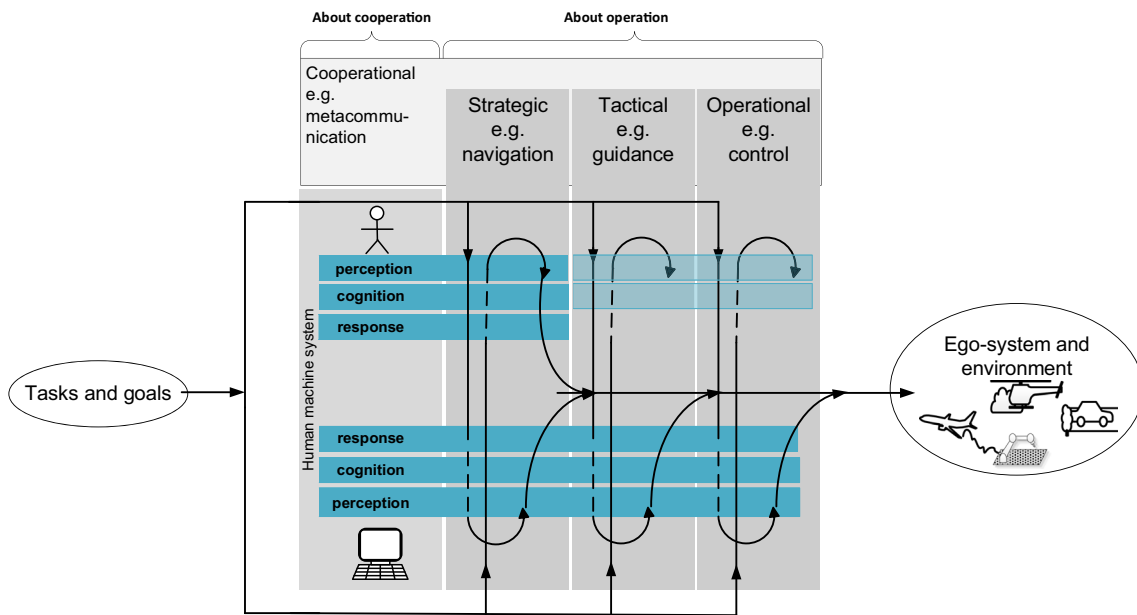 About cooperation
About operation
Cooperational
e.g.
metacommu-
nication
Strategic
e.g.
navigation
Tactical
e.g.
guidance
Operational
e.g.
control
Human machine system
perception
cognition
response
Tasks and goals
Ego-system and
environment
response
cognition
perception